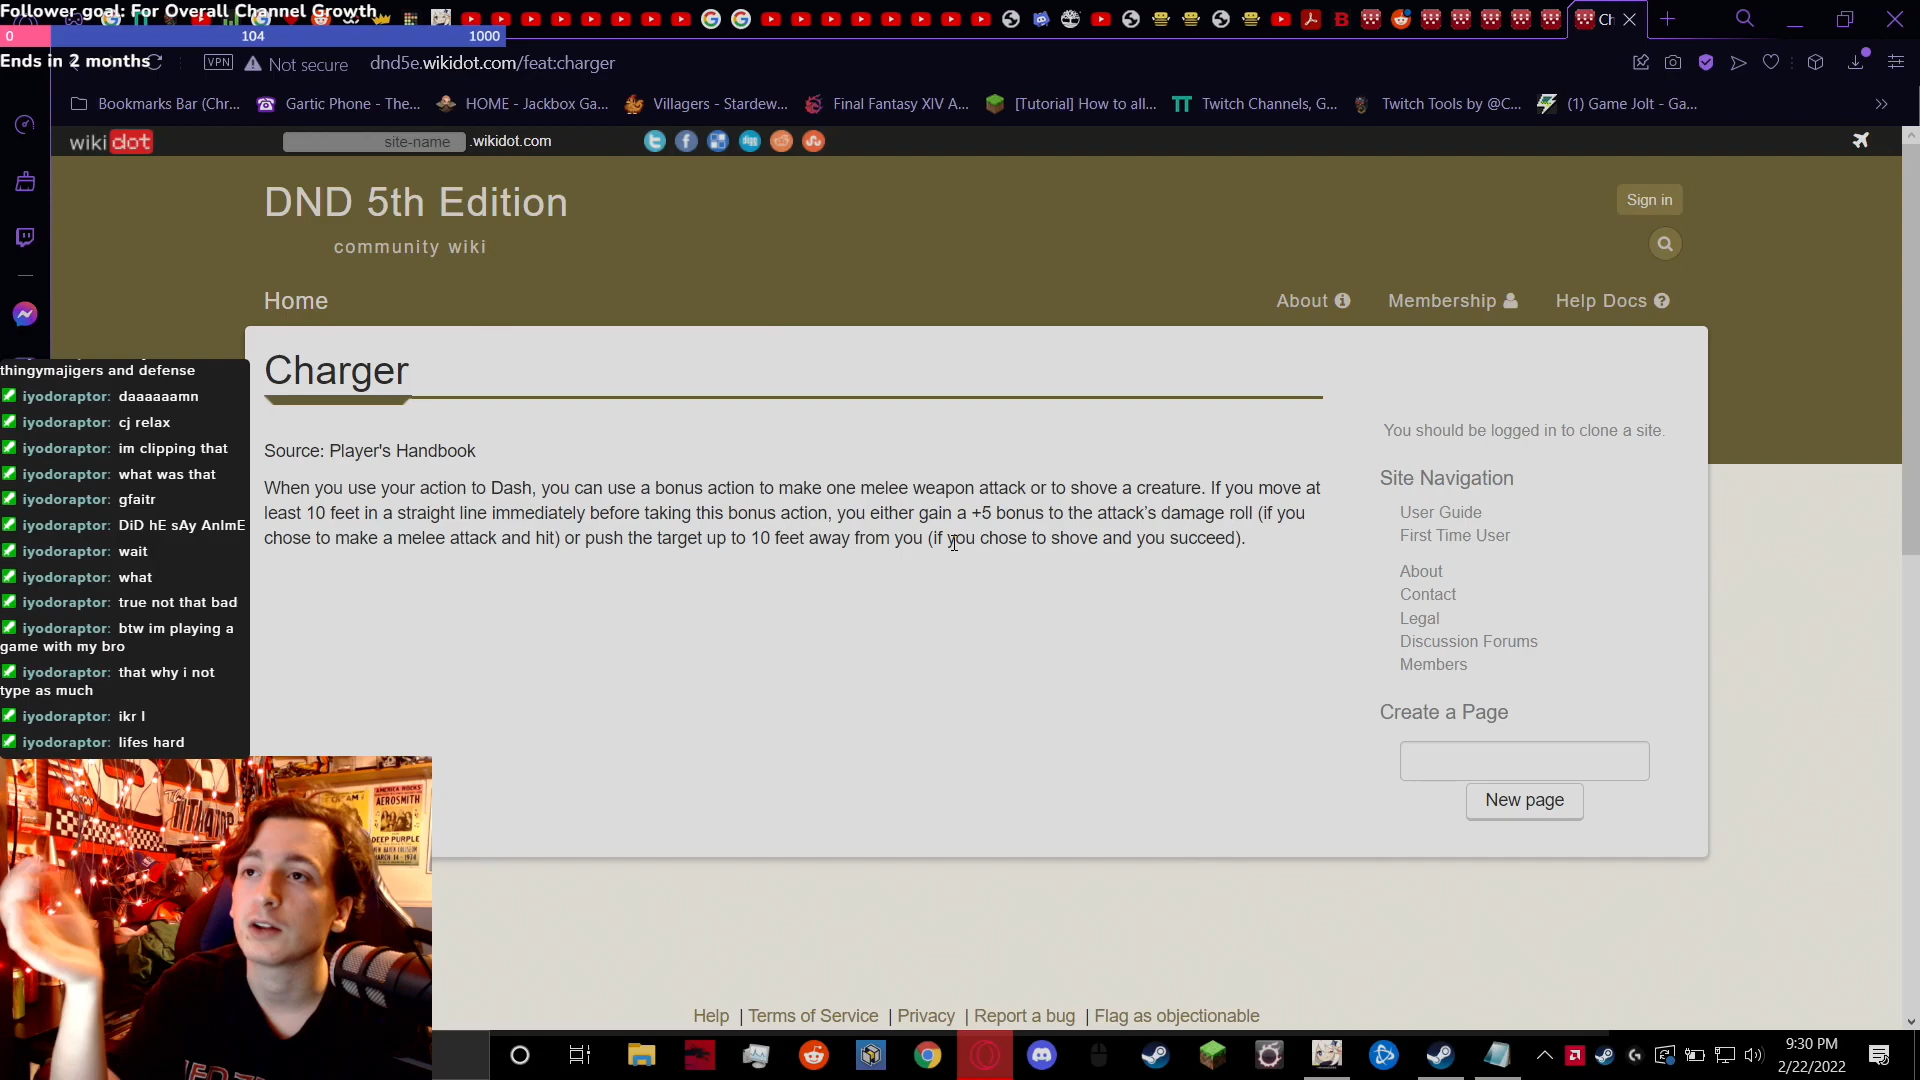 Follower goal: For Overall Channel Growth
0 104 1000
Ends in 2 months
Ch
VPN Not secure dnd5e.wikidot.com/feat:charger
Bookmarks Bar (Chr... Gartic Phone - The... HOME - Jackbox Ga... Villagers - Stardew... Final Fantasy XIV A... [Tutorial] How to all... Twitch Channels, G... Twitch Tools by @C... (1) Game Jolt - Ga...
wikidot site-name .wikidot.com
DND 5th Edition
Sign in
community wiki
Home About Membership Help Docs
Charger
Source: Player's Handbook
When you use your action to Dash, you can use a bonus action to make one melee weapon attack or to shove a creature. If you move at
least 10 feet in a straight line immediately before taking this bonus action, you either gain a +5 bonus to the attack's damage roll (if you
chose to make a melee attack and hit) or push the target up to 10 feet away from you (if you chose to shove and you succeed).
You should be logged in to clone a site.
Site Navigation
User Guide
First Time User
About
Contact
Legal
Discussion Forums
Members
Create a Page
New page
thingymajigers and defense
iyodoraptor: daaaaaamn
iyodoraptor: cj relax
iyodoraptor: im clipping that
iyodoraptor: what was that
iyodoraptor: gfaitr
iyodoraptor: DiD hE sAy AnImE
iyodoraptor: wait
iyodoraptor: what
iyodoraptor: true not that bad
iyodoraptor: btw im playing a
game with my bro
iyodoraptor: that why i not
type as much
iyodoraptor: ikr l
iyodoraptor: lifes hard
AMERICA ROCKS
AEROSMITH
DEEP PURPLE
MARCH 14 - 1974
Help | Terms of Service | Privacy | Report a bug | Flag as objectionable
9:30 PM
2/22/2022